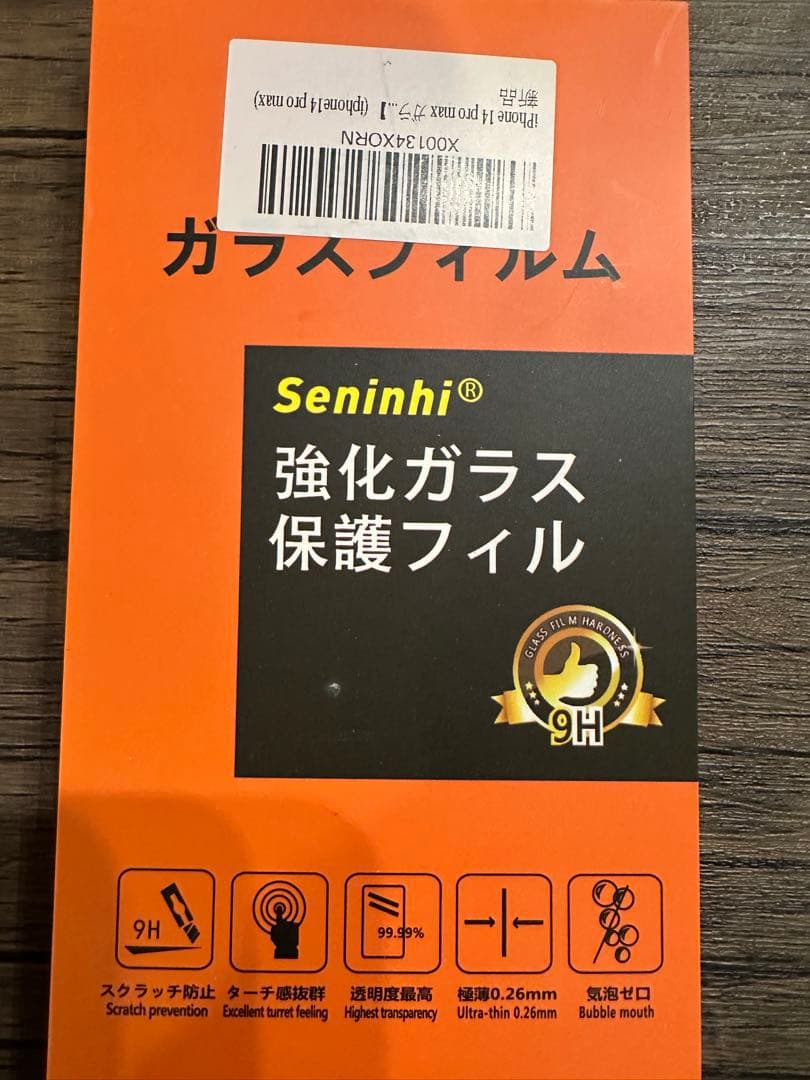 iPhone 14 pro max ガラ...】 (iphone14 pro max)
新品
X00134XORN
ガラスフィルム
Seninhi®
強化ガラス
保護フィル
GLASS FILM HARDNESS
9H
9H
99.99%
スクラッチ防止 ターチ感抜群 透明度最高 極薄0.26mm 気泡ゼロ
Scratch prevention Excellent turret feeling Highest transparency Ultra-thin 0.26mm Bubble mouth